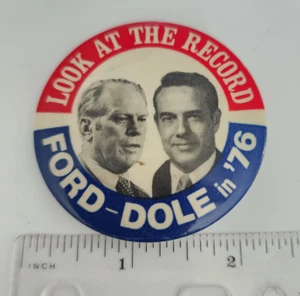 LOOK AT THE RECORD
FORD - DOLE in '76
INCH 1 2